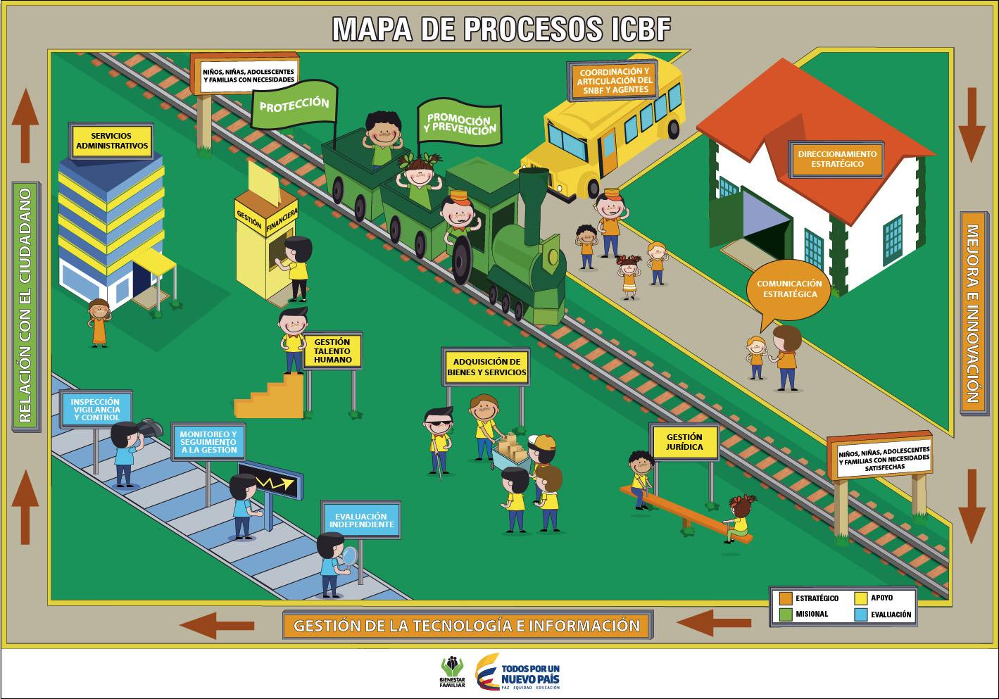 MAPA DE PROCESOS ICBF
NIÑOS, NIÑAS, ADOLESCENTES
Y FAMILIAS CON NECESIDADES
PROTECCIÓN
PROMOCIÓN
Y PREVENCIÓN
COORDINACIÓN Y
ARTICULACIÓN DEL
SNBF Y AGENTES
SERVICIOS
ADMINISTRATIVOS
DIRECCIONAMIENTO
ESTRATÉGICO
GESTIÓN
FINANCIERA
RELACIÓN CON EL CIUDADANO
MEJORA E INNOVACIÓN
COMUNICACIÓN
ESTRATÉGICA
GESTIÓN
TALENTO
HUMANO
ADQUISICIÓN DE
BIENES Y SERVICIOS
INSPECCIÓN
VIGILANCIA
Y CONTROL
MONITOREO Y
SEGUIMIENTO
A LA GESTIÓN
GESTIÓN
JURÍDICA
NIÑOS, NIÑAS, ADOLESCENTES
Y FAMILIAS CON NECESIDADES
SATISFECHAS
EVALUACIÓN
INDEPENDIENTE
ESTRATÉGICO
APOYO
MISIONAL
EVALUACIÓN
GESTIÓN DE LA TECNOLOGÍA E INFORMACIÓN
BIENESTAR
FAMILIAR
TODOS POR UN
NUEVO PAÍS
PAZ EQUIDAD EDUCACIÓN